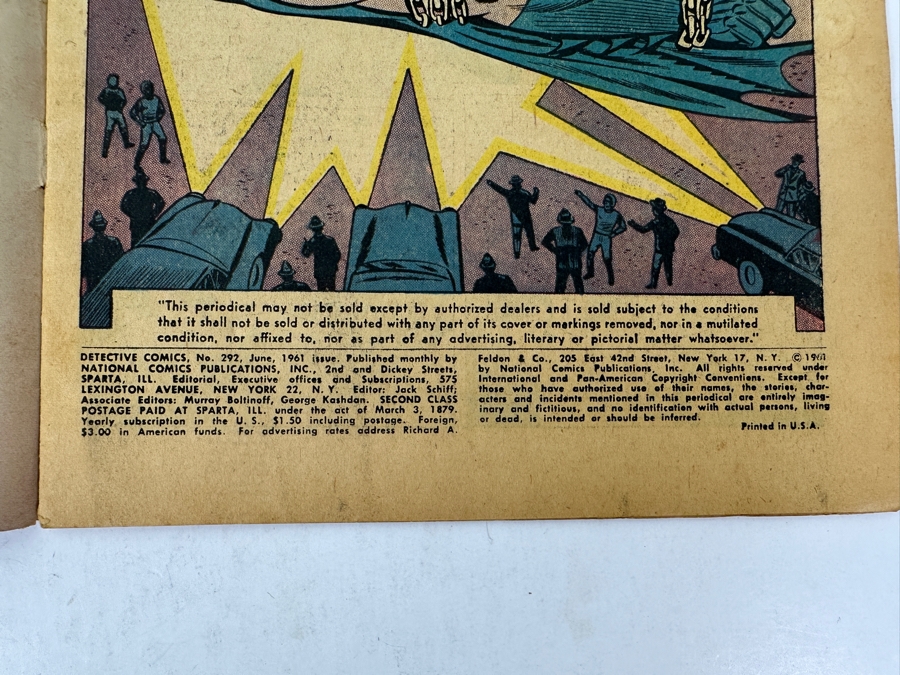 "This periodical may not be sold except by authorized dealers and is sold subject to the conditions
that it shall not be sold or distributed with any part of its cover or markings removed, nor in a mutilated
condition, nor affixed to, nor as part of any advertising, literary or pictorial matter whatsoever."
DETECTIVE COMICS, No. 292, June, 1961 issue. Published monthly by
NATIONAL COMICS PUBLICATIONS, INC., 2nd and Dickey Streets,
SPARTA, ILL. Editorial, Executive offices and Subscriptions, 575
LEXINGTON AVENUE, NEW YORK 22, N. Y. Editor: Jack Schiff;
Associate Editors: Murray Boltinoff, George Kashdan. SECOND CLASS
POSTAGE PAID AT SPARTA, ILL. under the act of March 3, 1879.
Yearly subscription in the U. S., $1.50 including postage. Foreign,
$3.00 in American funds. For advertising rates address Richard A.
Feldon & Co., 205 East 42nd Street, New York 17, N. Y. © 1961
by National Comics Publications, Inc. All rights reserved under
International and Pan-American Copyright Conventions. Except for
those who have authorized use of their names, the stories, char-
acters and incidents mentioned in this periodical are entirely imag-
inary and fictitious, and no identification with actual persons, living
or dead, is intended or should be inferred.
Printed in U.S.A.